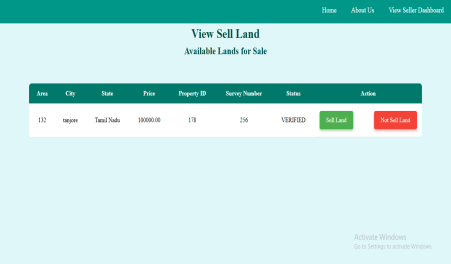 Home About Us View Seller Dashboard
View Sell Land
Available Lands for Sale
Area City State Price Property ID Survey Number Status Action
132 tanjore Tamil Nadu 100000.00 178 256 VERIFIED Sell Land Not Sell Land
Activate Windows
Go to Settings to activate Windows.